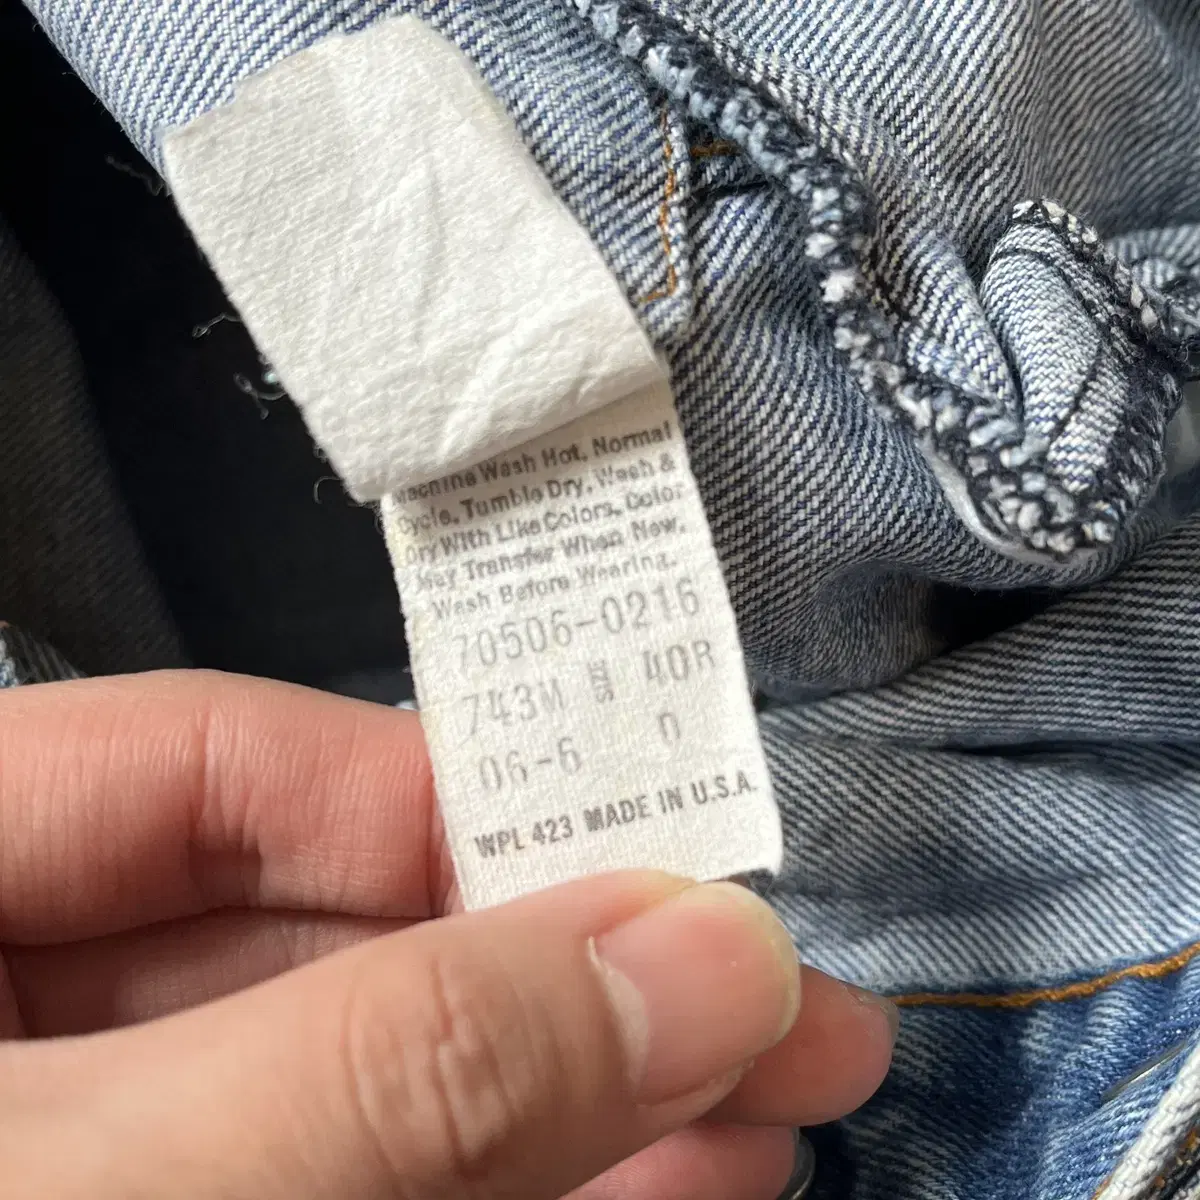 Machine Wash Hot, Normal
Cycle, Tumble Dry, Wash &
Dry With Like Colors, Color
May Transfer When New.
Wash Before Wearing.
70506-0216
743M SIZE 40R
06-6 0
WPL 423 MADE IN U.S.A.